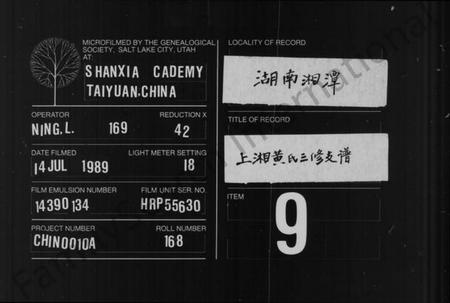 MICROFILMED BY THE GENEALOGICAL
SOCIETY, SALT LAKE CITY, UTAH
AT:
SHANXIA CADEMY
TAIYUAN.CHINA
OPERATOR
REDUCTION X
NING.L. 169
42
DATE FILMED
LIGHT METER SETTING
14 JUL 1989
18
FILM EMULSION NUMBER
FILM UNIT SER. NO.
14390134
HRP55630
PROJECT NUMBER
ROLL NUMBER
CHIN0010A
168
LOCALITY OF RECORD
湖南湘潭
TITLE OF RECORD
上湘黄氏三修支谱
ITEM
9